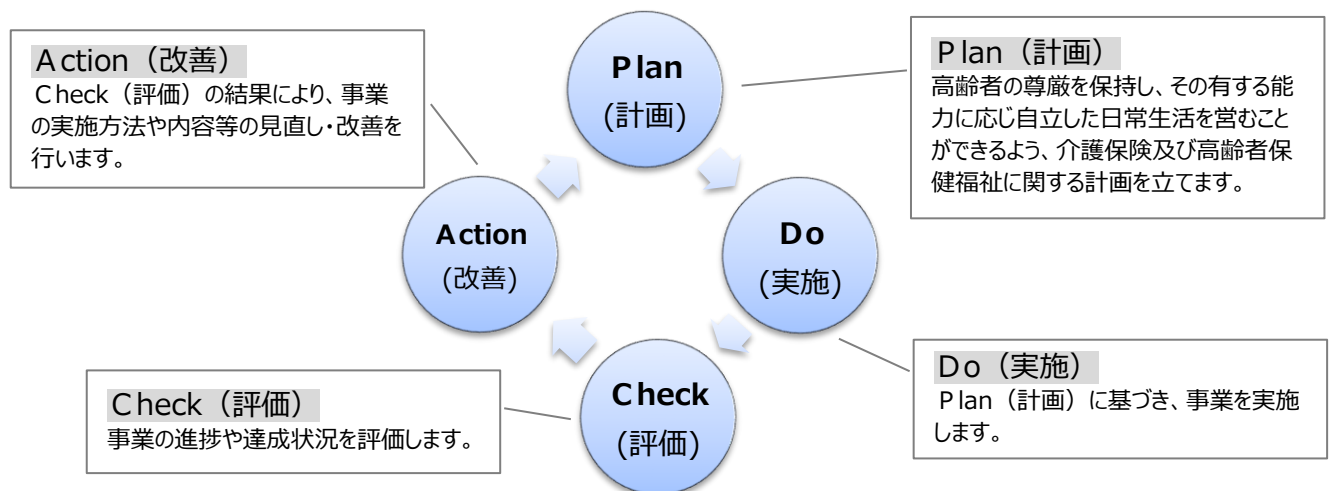 Plan
(計画)
Do
(実施)
Check
(評価)
Action
(改善)
Plan（計画）
高齢者の尊厳を保持し、その有する能
力に応じ自立した日常生活を営むこと
ができるよう、介護保険及び高齢者保
健福祉に関する計画を立てます。
Do（実施）
Plan（計画）に基づき、事業を実施
します。
Check（評価）
事業の進捗や達成状況を評価します。
Action（改善）
Check（評価）の結果により、事業
の実施方法や内容等の見直し・改善を
行います。